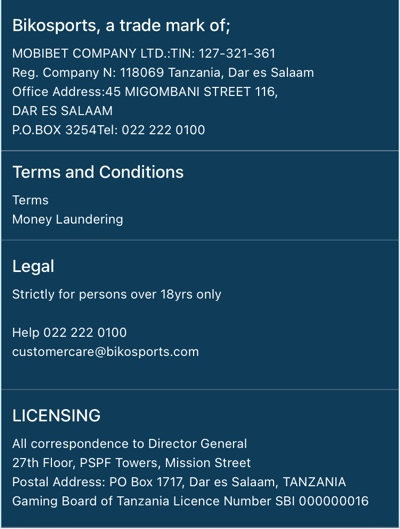 Bikosports, a trade mark of;
MOBIBET COMPANY LTD.:TIN: 127-321-361
Reg. Company N: 118069 Tanzania, Dar es Salaam
Office Address:45 MIGOMBANI STREET 116,
DAR ES SALAAM
P.O.BOX 3254Tel: 022 222 0100
Terms and Conditions
Terms
Money Laundering
Legal
Strictly for persons over 18yrs only
Help 022 222 0100
customercare@bikosports.com
LICENSING
All correspondence to Director General
27th Floor, PSPF Towers, Mission Street
Postal Address: PO Box 1717, Dar es Salaam, TANZANIA
Gaming Board of Tanzania Licence Number SBI 000000016